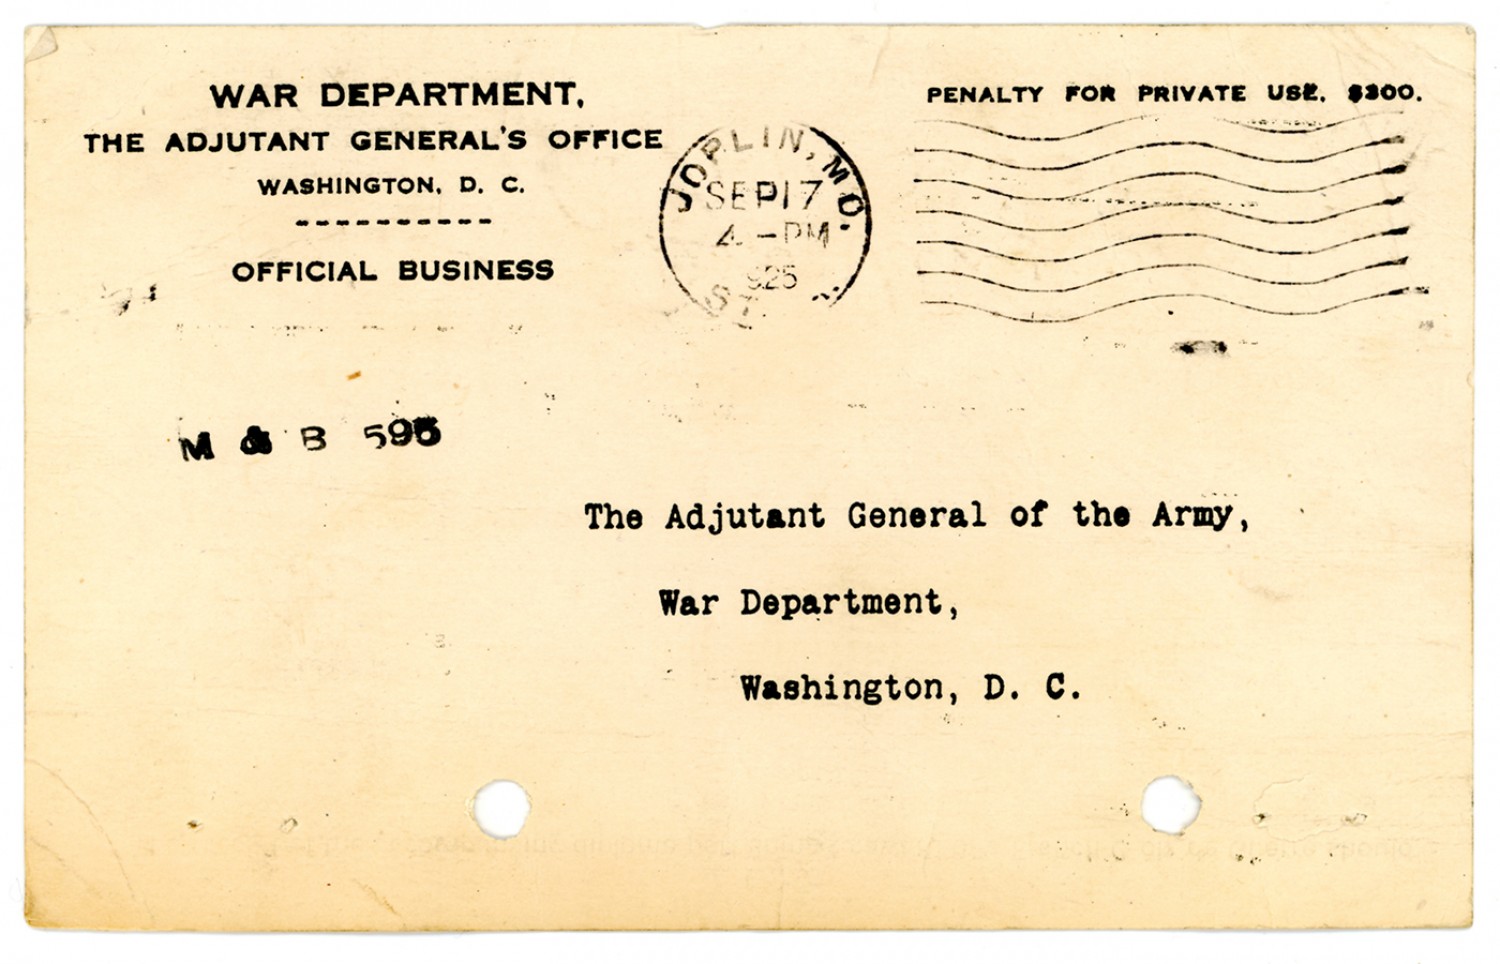 WAR DEPARTMENT,
THE ADJUTANT GENERAL'S OFFICE
WASHINGTON, D. C.
----------
OFFICIAL BUSINESS
PENALTY FOR PRIVATE USE, $300.
JOPLIN, MO.
SEP 17
4 - PM
925
M & B 595
The Adjutant General of the Army,
War Department,
Washington, D. C.